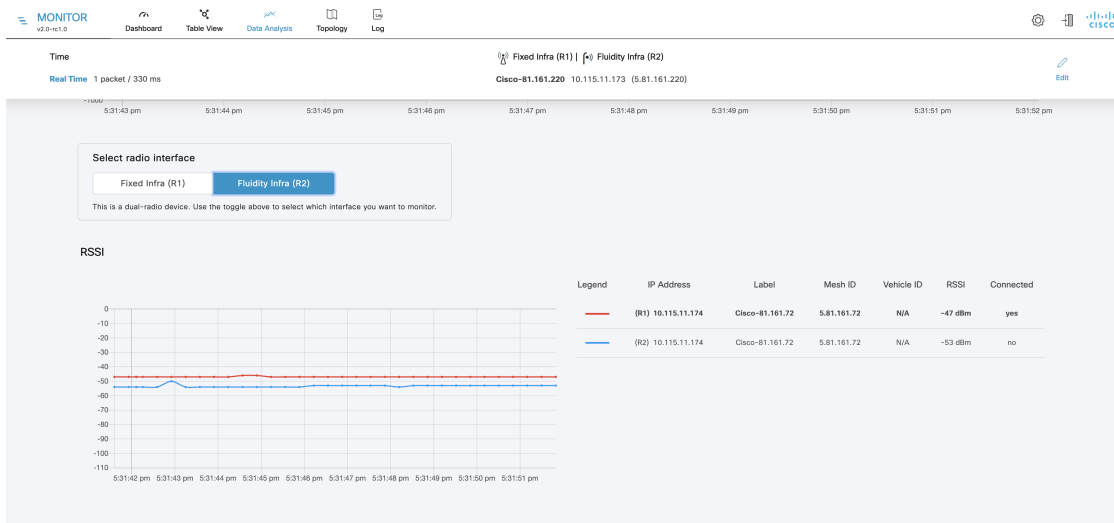 MONITOR
v2.0-rc1.0
Dashboard
Table View
Data Analysis
Topology
Log
CISCO
Time
Fixed Infra (R1) | Fluidity Infra (R2)
Real Time 1 packet / 330 ms
Cisco-81.161.220 10.115.11.173 (5.81.161.220)
Edit
-1000
5:31:43 pm 5:31:44 pm 5:31:45 pm 5:31:46 pm 5:31:47 pm 5:31:48 pm 5:31:49 pm 5:31:50 pm 5:31:51 pm 5:31:52 pm
Select radio interface
Fixed Infra (R1) Fluidity Infra (R2)
This is a dual-radio device. Use the toggle above to select which interface you want to monitor.
RSSI
Legend IP Address Label Mesh ID Vehicle ID RSSI Connected
(R1) 10.115.11.174 Cisco-81.161.72 5.81.161.72 N/A -47 dBm yes
(R2) 10.115.11.174 Cisco-81.161.72 5.81.161.72 N/A -53 dBm no
0
-10
-20
-30
-40
-50
-60
-70
-80
-90
-100
-110
5:31:42 pm 5:31:43 pm 5:31:44 pm 5:31:45 pm 5:31:46 pm 5:31:47 pm 5:31:48 pm 5:31:49 pm 5:31:50 pm 5:31:51 pm